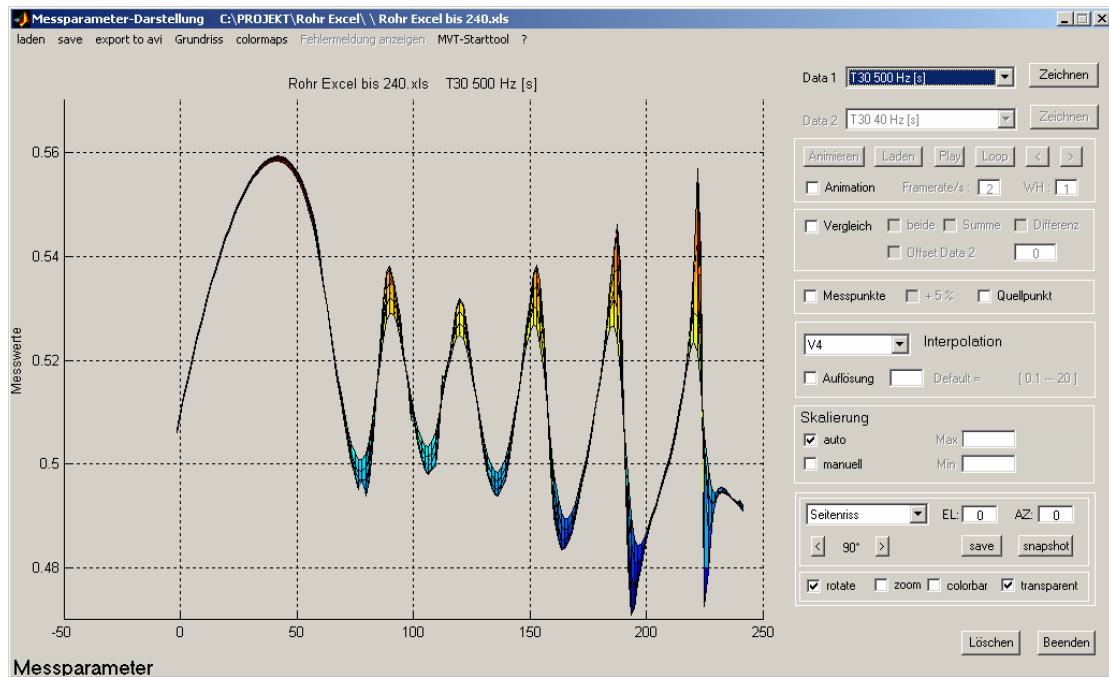 Messparameter-Darstellung C:\PROJEKT\Rohr Excel\ \ Rohr Excel bis 240.xls
laden save export to avi Grundriss colormaps Fehlermeldung anzeigen MVT-Starttool ?
Rohr Excel bis 240.xls T30 500 Hz [s]
Messwerte
0.56
0.54
0.52
0.5
0.48
-50 0 50 100 150 200 250
Messparameter
Data 1 T30 500 Hz [s] Zeichnen
Data 2 T30 40 Hz [s] Zeichnen
Animieren Laden Play Loop < >
Animation Framerate/s : 2 WH : 1
Vergleich beide Summe Differenz
Offset Data 2 0
Messpunkte + 5 % Quellpunkt
V4 Interpolation
Auflösung Default = [ 0.1 --- 20 ]
Skalierung
auto Max
manuell Min
Seitenriss EL: 0 AZ: 0
< 90° > save snapshot
rotate zoom colorbar transparent
Löschen Beenden